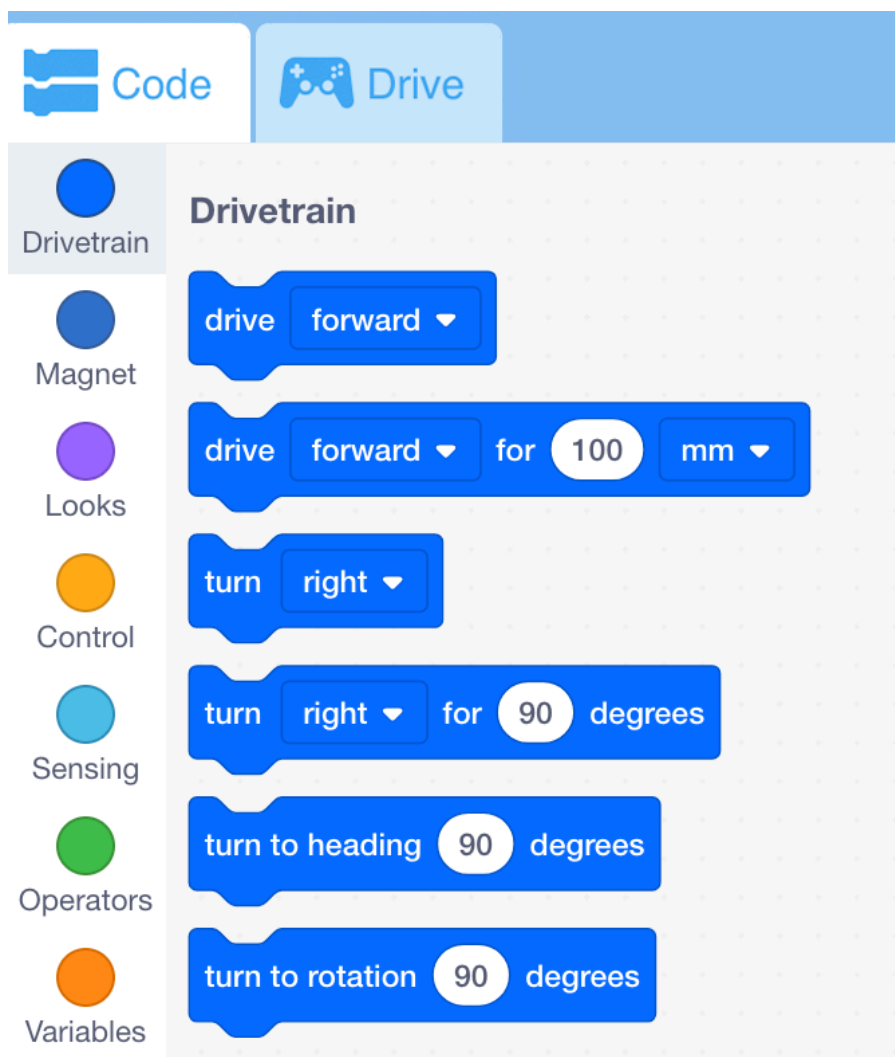 Code
Drive
Drivetrain
Magnet
Looks
Control
Sensing
Operators
Variables
Drivetrain
drive forward
drive forward for 100 mm
turn right
turn right for 90 degrees
turn to heading 90 degrees
turn to rotation 90 degrees